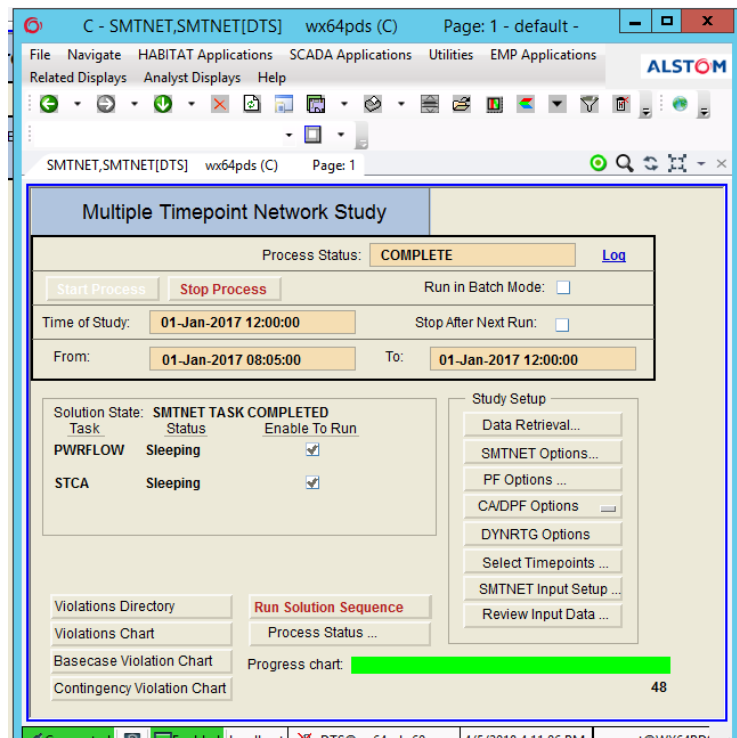 C - SMTNET,SMTNET[DTS] wx64pds (C) Page: 1 - default -
File Navigate HABITAT Applications SCADA Applications Utilities EMP Applications
Related Displays Analyst Displays Help
ALSTOM
SMTNET,SMTNET[DTS] wx64pds (C) Page: 1
Multiple Timepoint Network Study
Process Status: COMPLETE Log
Start Process Stop Process Run in Batch Mode:
Time of Study: 01-Jan-2017 12:00:00 Stop After Next Run:
From: 01-Jan-2017 08:05:00 To: 01-Jan-2017 12:00:00
Solution State: SMTNET TASK COMPLETED
Task Status Enable To Run
PWRFLOW Sleeping
STCA Sleeping
Study Setup
Data Retrieval...
SMTNET Options...
PF Options ...
CA/DPF Options
DYNRTG Options
Select Timepoints ...
SMTNET Input Setup ...
Review Input Data ...
Violations Directory Run Solution Sequence
Violations Chart Process Status ...
Basecase Violation Chart Progress chart:
Contingency Violation Chart 48